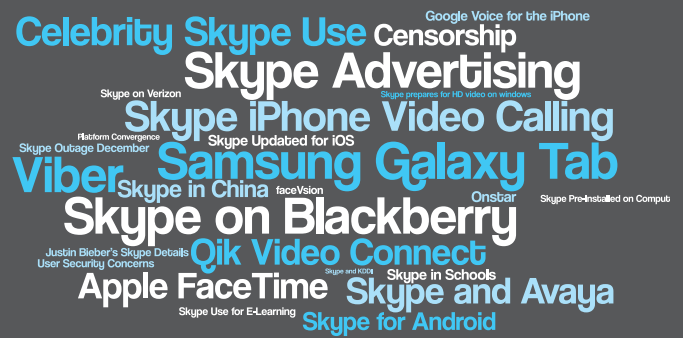 Google Voice for the iPhone
Celebrity Skype Use
Censorship
Skype Advertising
Skype on Verizon
Skype prepares for HD video on windows
Skype iPhone Video Calling
Platform Convergence
Skype Updated for iOS
Skype Outage December
Samsung Galaxy Tab
Viber
Skype in China
faceVsion
Onstar
Skype Pre-Installed on Comput
Skype on Blackberry
Justin Bieber's Skype Details
Qik Video Connect
User Security Concerns
Skype and KDDI
Skype in Schools
Apple FaceTime
Skype and Avaya
Skype Use for E-Learning
Skype for Android